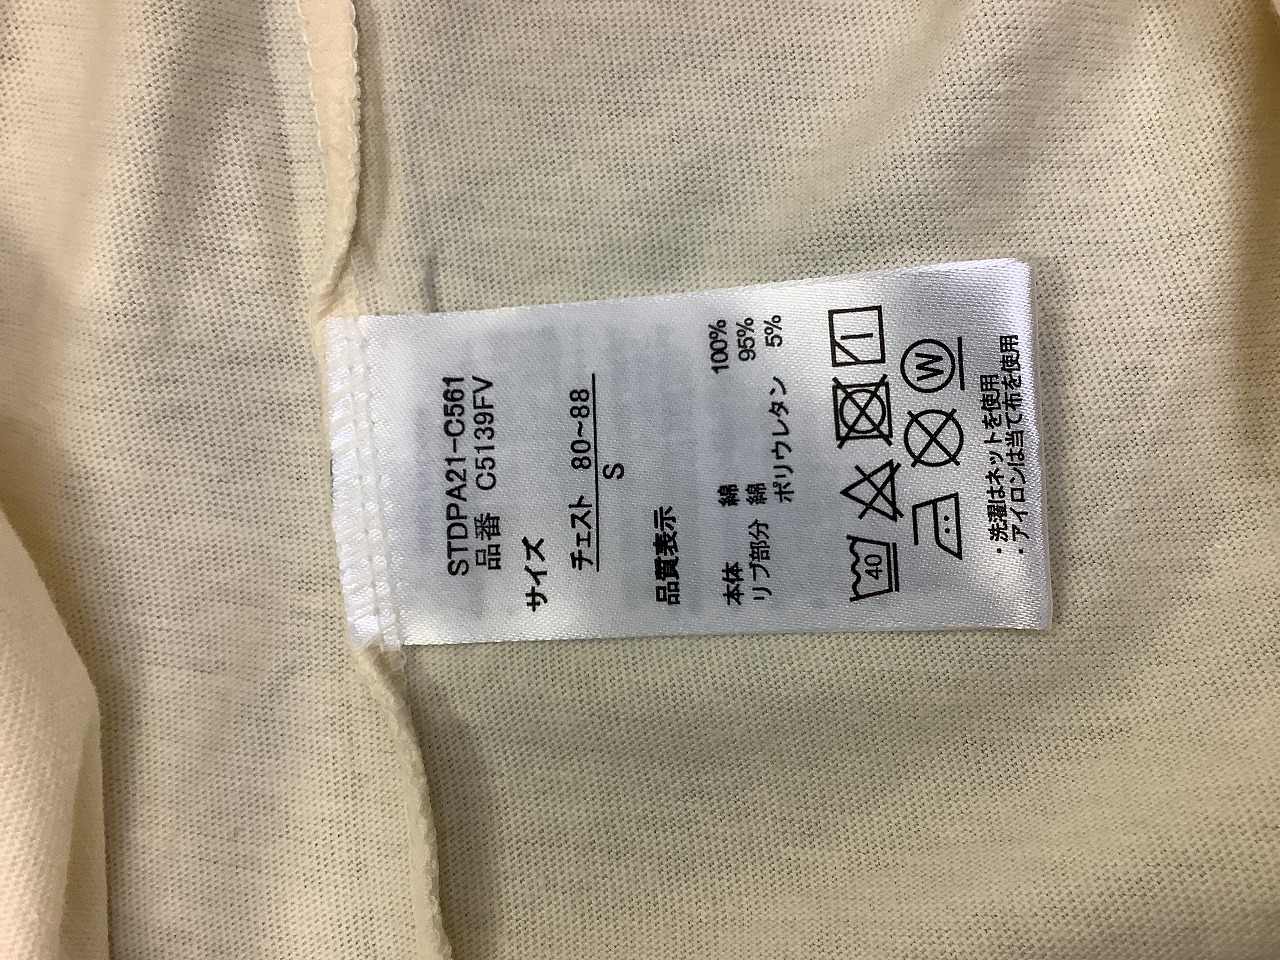 STDPA21-C561
品番 C5139FV
サイズ
チェスト 80~88
S
品質表示
本体 綿 100%
リブ部分 綿 95%
ポリウレタン 5%
40
W
・洗濯はネットを使用
・アイロンは当て布を使用